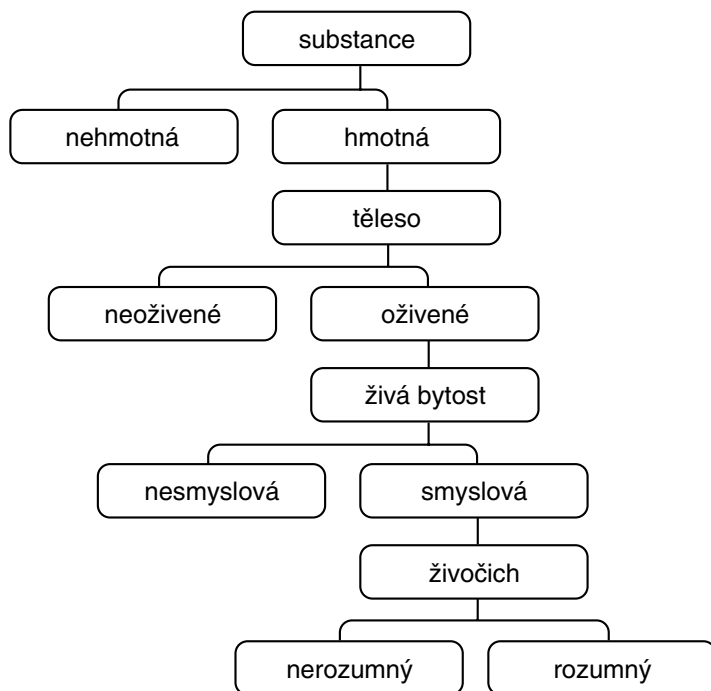 substance
nehmotná
hmotná
těleso
neoživené
oživené
živá bytost
nesmyslová
smyslová
živočich
nerozumný
rozumný